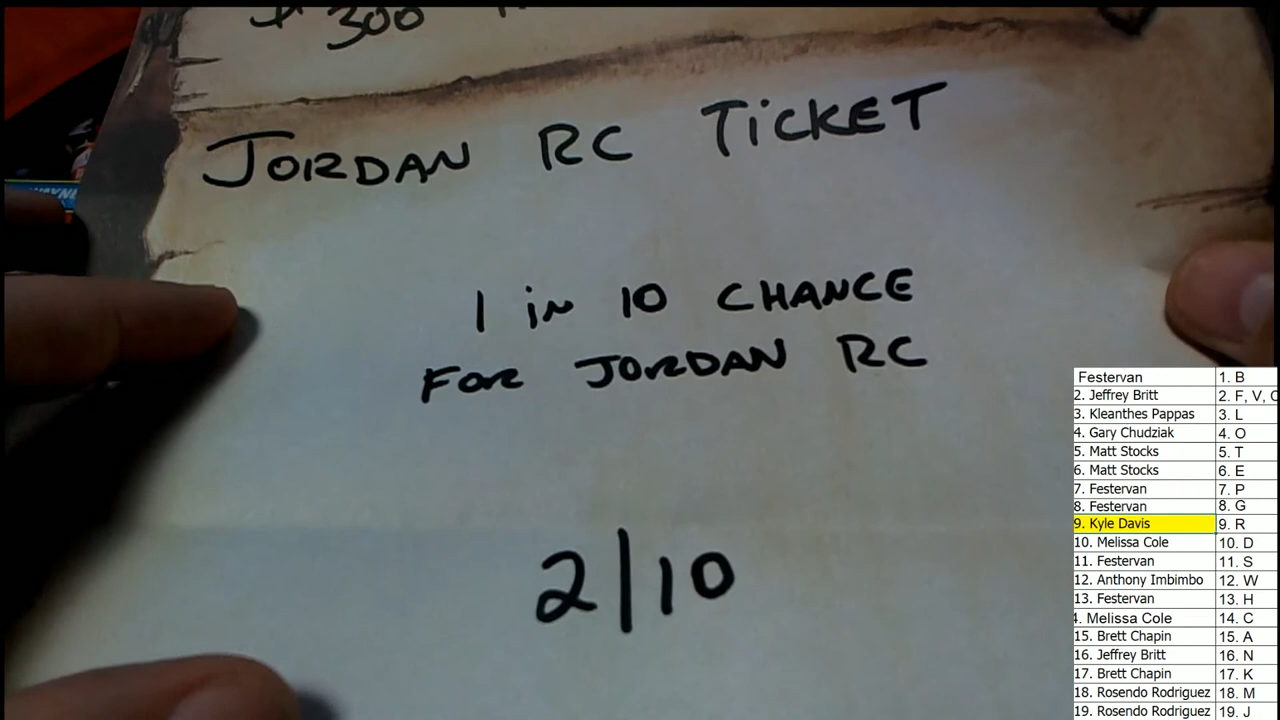 $300
JORDAN RC TICKET
1 in 10 CHANCE
FOR JORDAN RC
2/10
Festervan 1. B
2. Jeffrey Britt 2. F, V,
3. Kleanthes Pappas 3. L
4. Gary Chudziak 4. O
5. Matt Stocks 5. T
6. Matt Stocks 6. E
7. Festervan 7. P
8. Festervan 8. G
9. Kyle Davis 9. R
10. Melissa Cole 10. D
11. Festervan 11. S
12. Anthony Imbimbo 12. W
13. Festervan 13. H
4. Melissa Cole 14. C
15. Brett Chapin 15. A
16. Jeffrey Britt 16. N
17. Brett Chapin 17. K
18. Rosendo Rodriguez 18. M
19. Rosendo Rodriguez 19. J